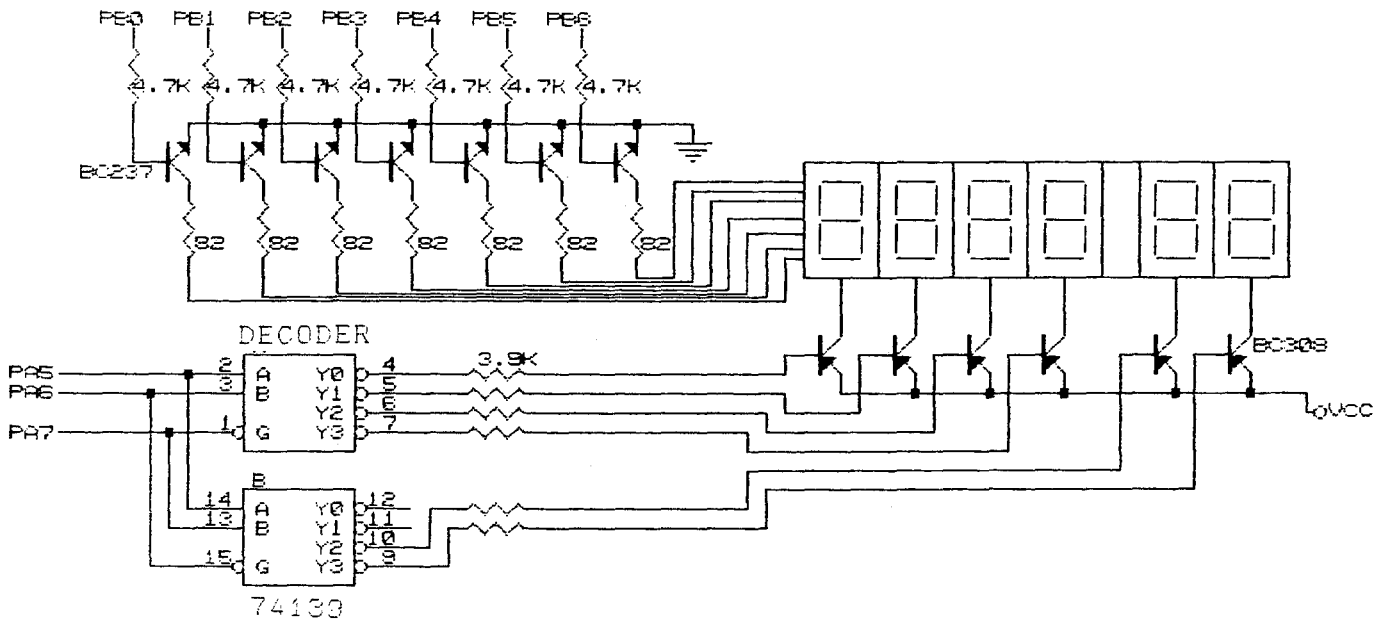 PB0 PB1 PB2 PB3 PB4 PB5 PB6
4.7K 4.7K 4.7K 4.7K 4.7K 4.7K 4.7K
BC237
82 82 82 82 82 82 82
DECODER
3.9K
BC308
PA5 2 A Y0 4
PA6 3 B Y1 5
Y2 6
PA7 1 G Y3 7
VCC
B
14 A Y0 12
13 B Y1 11
Y2 10
15 G Y3 9
74139